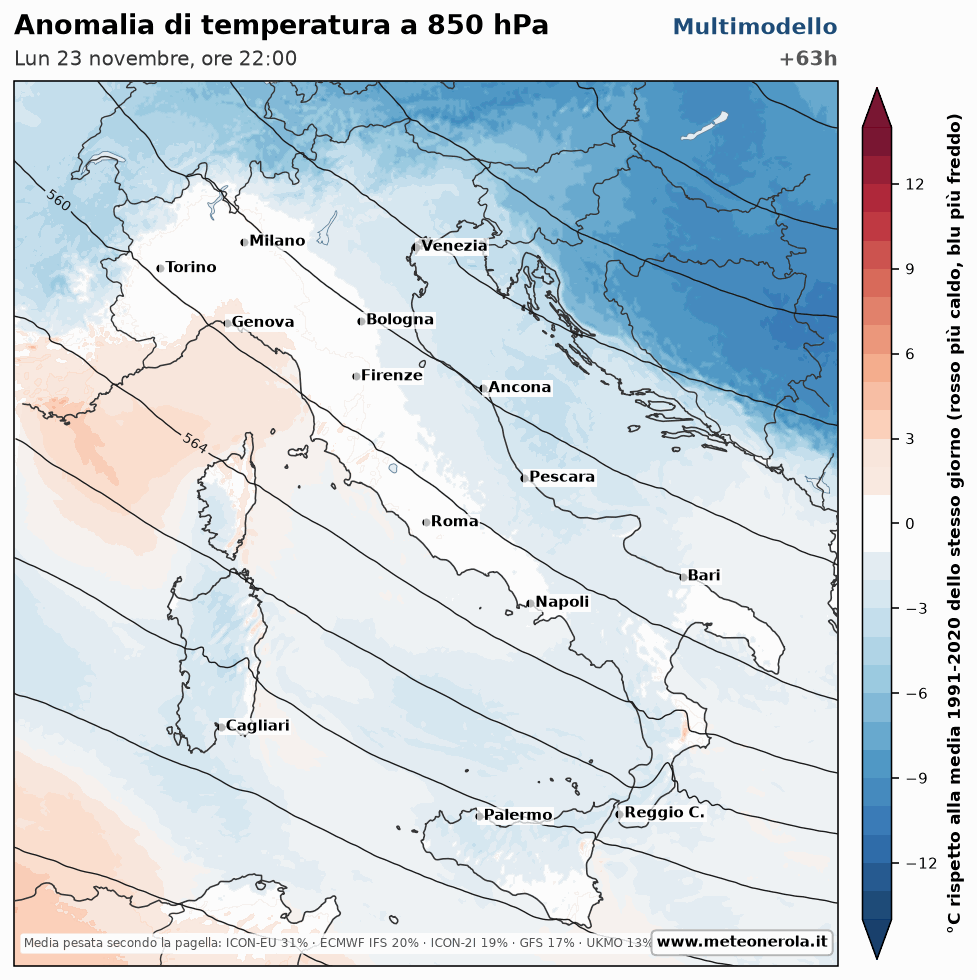 Anomalia di temperatura a 850 hPa
Multimodello
Lun 23 novembre, ore 22:00
+63h
560
Milano
Venezia
Torino
Genova
Bologna
Firenze
Ancona
564
Pescara
Roma
Bari
Napoli
Cagliari
Palermo
Reggio C.
12
9
6
3
0
−3
−6
−9
−12
°C rispetto alla media 1991-2020 dello stesso giorno (rosso più caldo, blu più freddo)
Media pesata secondo la pagella: ICON-EU 31% · ECMWF IFS 20% · ICON-2I 19% · GFS 17% · UKMO 13%
www.meteonerola.it